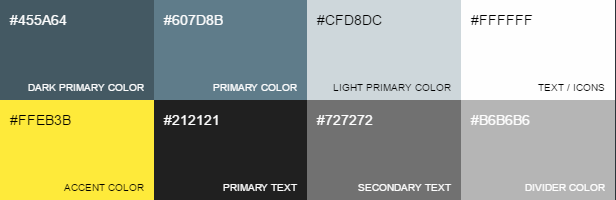 #455A64 #607D8B #CFD8DC #FFFFFF
DARK PRIMARY COLOR PRIMARY COLOR LIGHT PRIMARY COLOR TEXT / ICONS
#FFEB3B #212121 #727272 #B6B6B6
ACCENT COLOR PRIMARY TEXT SECONDARY TEXT DIVIDER COLOR